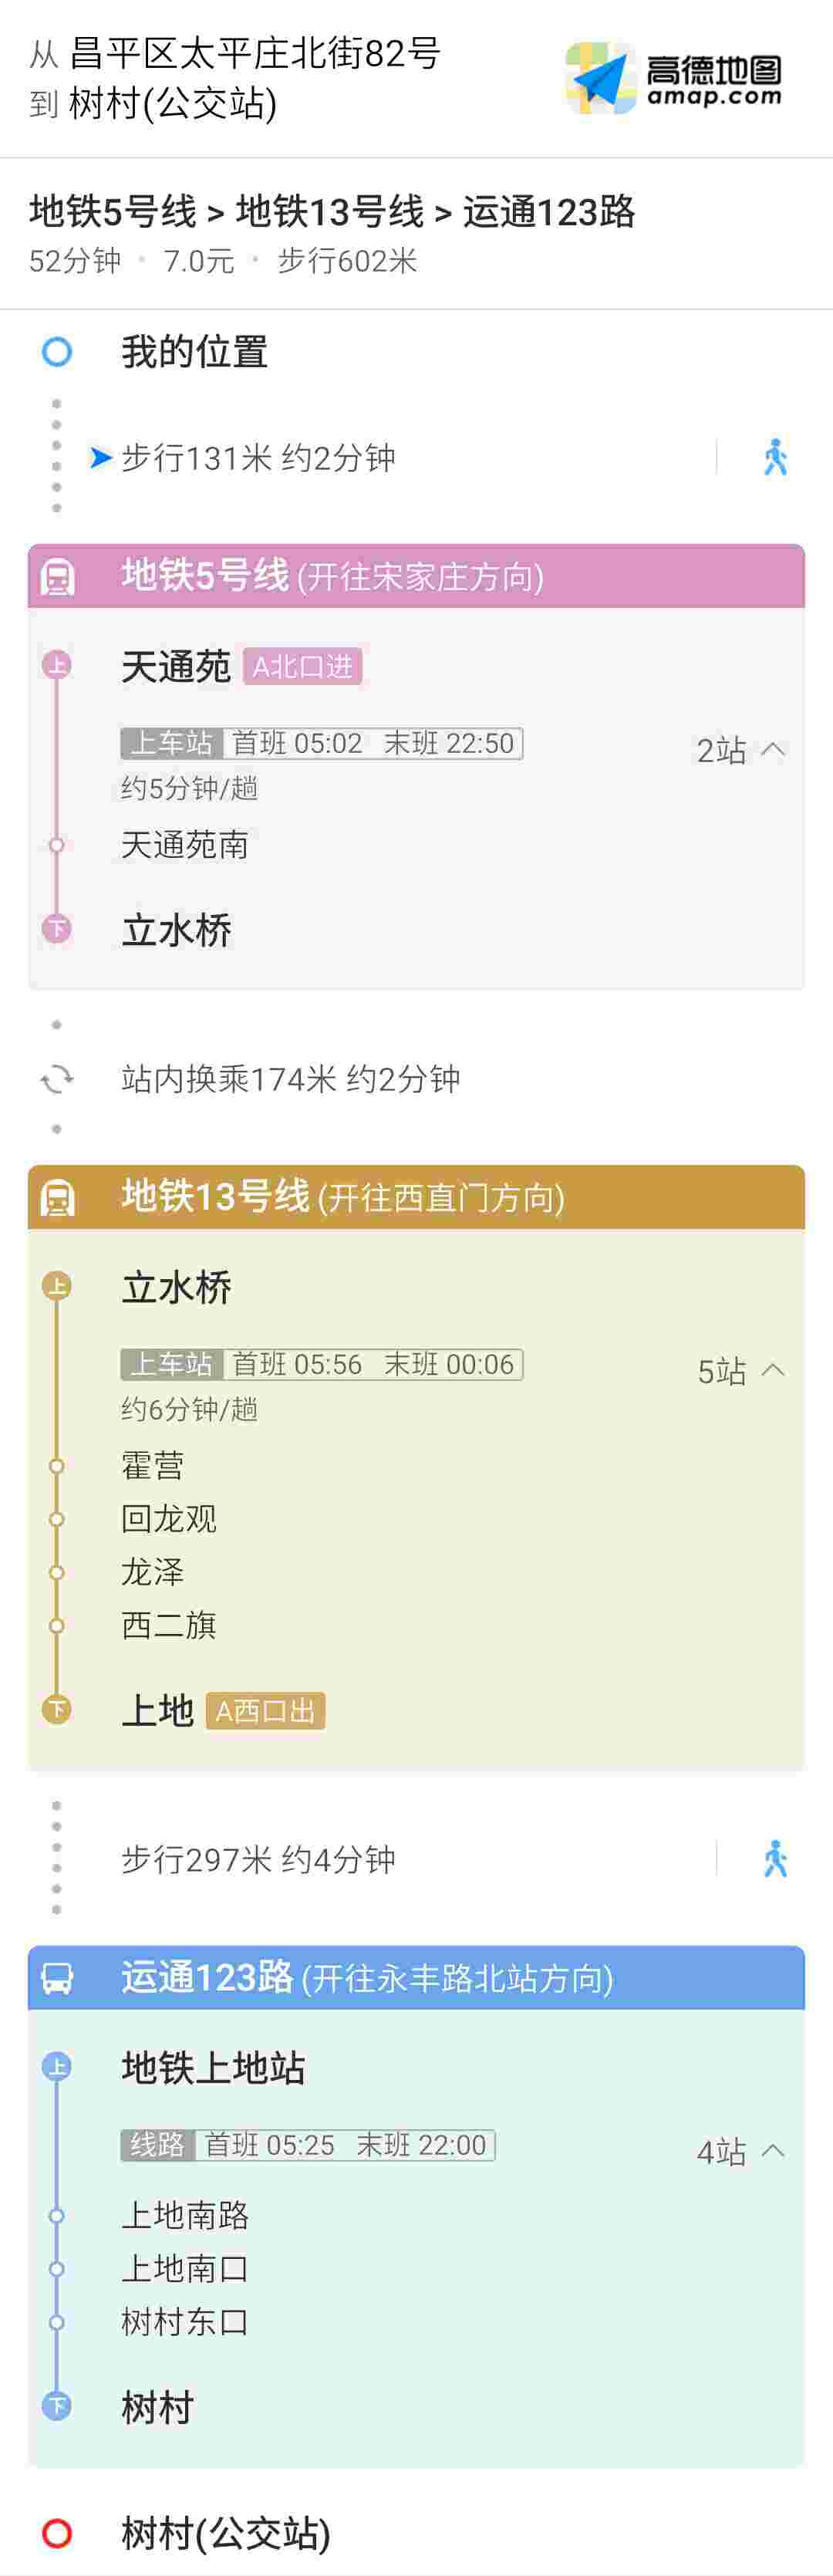 从 昌平区太平庄北街82号
到 树村(公交站)
高德地图
amap.com
地铁5号线 > 地铁13号线 > 运通123路
52分钟 · 7.0元 · 步行602米
我的位置
步行131米 约2分钟
地铁5号线 (开往宋家庄方向)
上 天通苑 A北口进
上车站 首班 05:02 末班 22:50
2站
约5分钟/趟
天通苑南
下 立水桥
站内换乘174米 约2分钟
地铁13号线 (开往西直门方向)
上 立水桥
上车站 首班 05:56 末班 00:06
5站
约6分钟/趟
霍营
回龙观
龙泽
西二旗
下 上地 A西口出
步行297米 约4分钟
运通123路 (开往永丰路北站方向)
上 地铁上地站
线路 首班 05:25 末班 22:00
4站
上地南路
上地南口
树村东口
下 树村
树村(公交站)